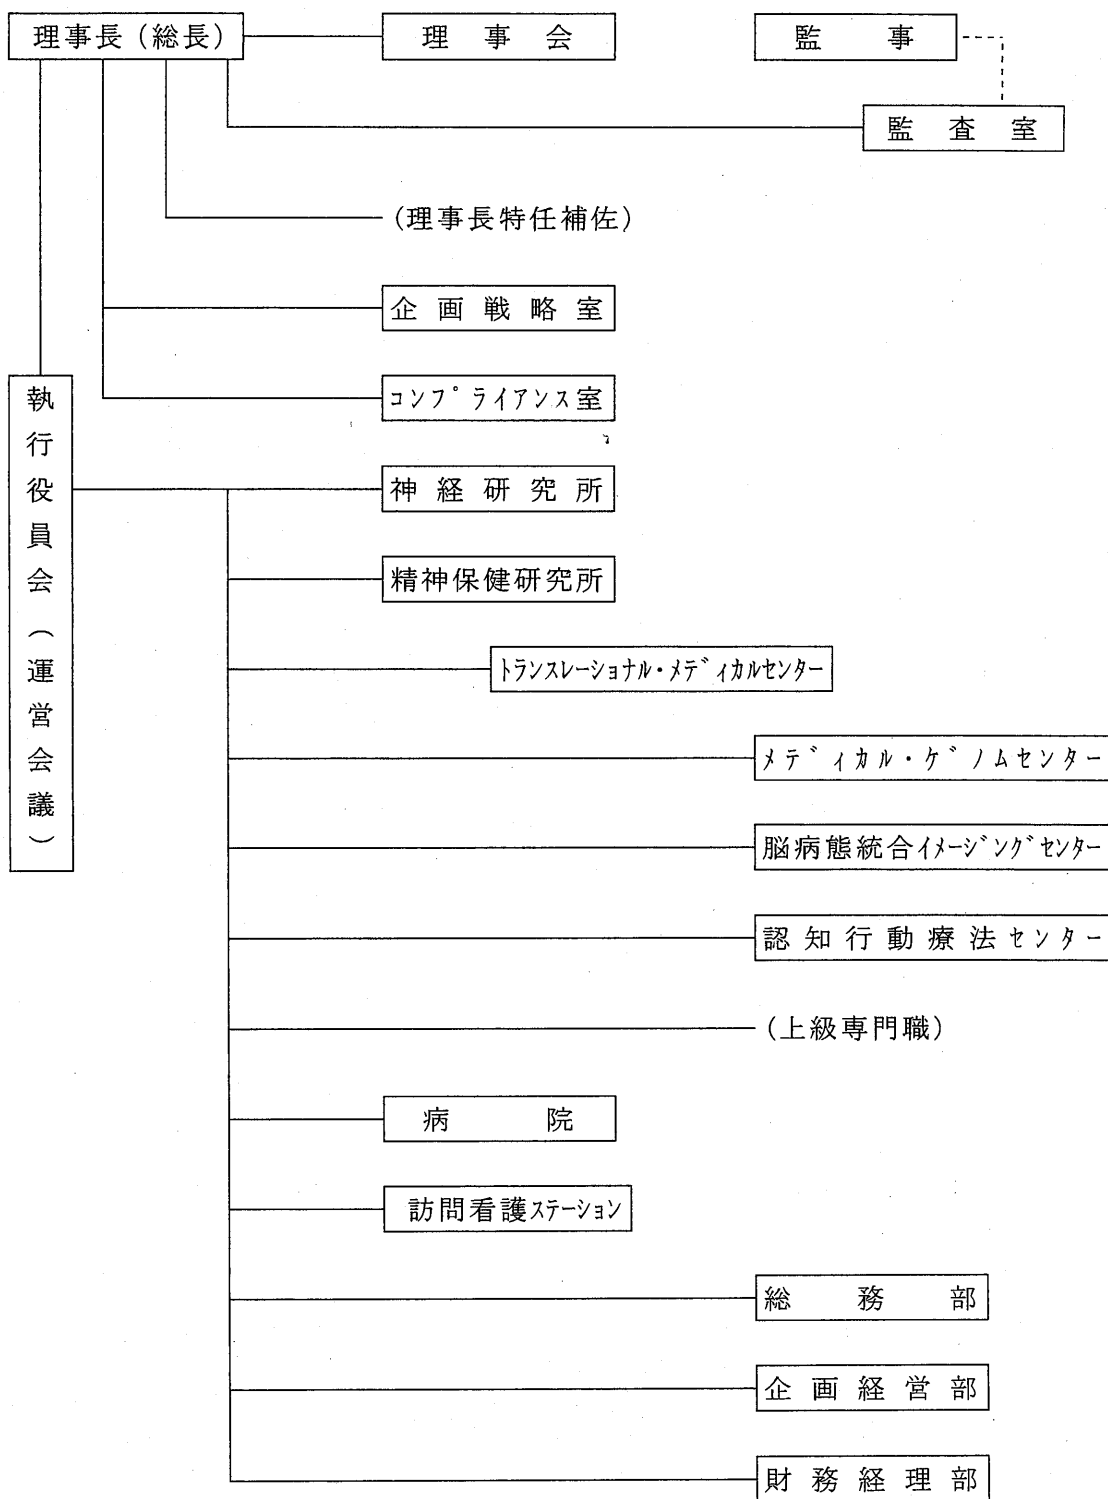 理事長（総長）
理事会
監事
監査室
(理事長特任補佐)
企画戦略室
コンプライアンス室
執行役員会（運営会議）
神経研究所
精神保健研究所
トランスレーショナル・メディカルセンター
メディカル・ゲノムセンター
脳病態統合イメージングセンター
認知行動療法センター
(上級専門職)
病院
訪問看護ステーション
総務部
企画経営部
財務経理部